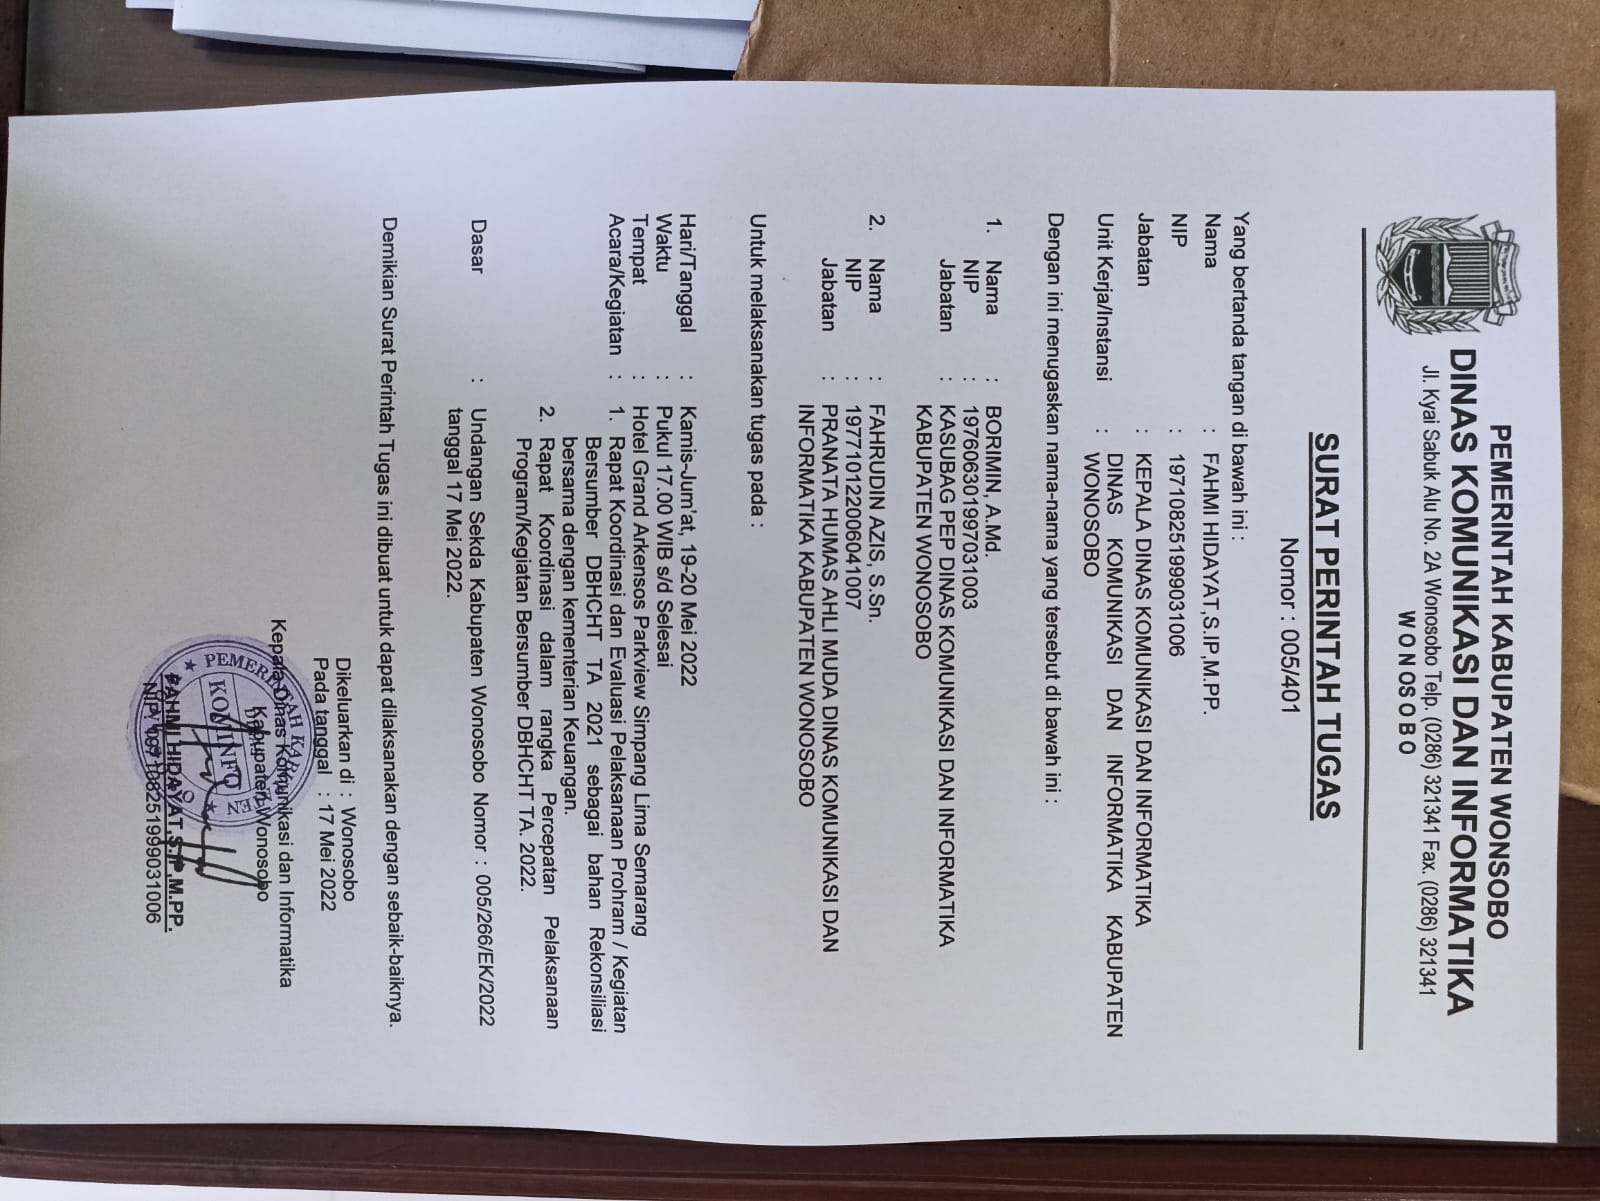 PEMERINTAH KABUPATEN WONSOBO
DINAS KOMUNIKASI DAN INFORMATIKA
Jl. Kyai Sabuk Alu No. 2A Wonosobo Telp. (0286) 321341 Fax. (0286) 321341
W O N O S O B O
SURAT PERINTAH TUGAS
Nomor : 005/401
Yang bertanda tangan di bawah ini :
Nama : FAHMI HIDAYAT,S.IP,M.PP.
NIP : 197108251999031006
Jabatan : KEPALA DINAS KOMUNIKASI DAN INFORMATIKA
Unit Kerja/Instansi : DINAS KOMUNIKASI DAN INFORMATIKA KABUPATEN
WONOSOBO
Dengan ini menugaskan nama-nama yang tersebut di bawah ini :
1. Nama : BORIMIN, A.Md.
NIP : 197606301997031003
Jabatan : KASUBAG PEP DINAS KOMUNIKASI DAN INFORMATIKA
KABUPATEN WONOSOBO
2. Nama : FAHRUDIN AZIS, S.Sn.
NIP : 197710122006041007
Jabatan : PRANATA HUMAS AHLI MUDA DINAS KOMUNIKASI DAN
INFORMATIKA KABUPATEN WONOSOBO
Untuk melaksanakan tugas pada :
Hari/Tanggal : Kamis-Jum'at, 19-20 Mei 2022
Waktu : Pukul 17.00 WIB s/d Selesai
Tempat : Hotel Grand Arkensos Parkview Simpang Lima Semarang
Acara/Kegiatan : 1. Rapat Koordinasi dan Evaluasi Pelaksanaan Prohram / Kegiatan
Bersumber DBHCHT TA 2021 sebagai bahan Rekonsiliasi
bersama dengan kementerian Keuangan.
2. Rapat Koordinasi dalam rangka Percepatan Pelaksanaan
Program/Kegiatan Bersumber DBHCHT TA. 2022.
Dasar : Undangan Sekda Kabupaten Wonosobo Nomor : 005/266/EK/2022
tanggal 17 Mei 2022.
Demikian Surat Perintah Tugas ini dibuat untuk dapat dilaksanakan dengan sebaik-baiknya.
Dikeluarkan di : Wonosobo
Pada tanggal : 17 Mei 2022
Kepala Dinas Komunikasi dan Informatika
Kabupaten Wonosobo
PEMERINTAH KABUPATEN
KOMINFO
FAHMI HIDAYAT,S.IP,M.PP.
NIP. 197108251999031006